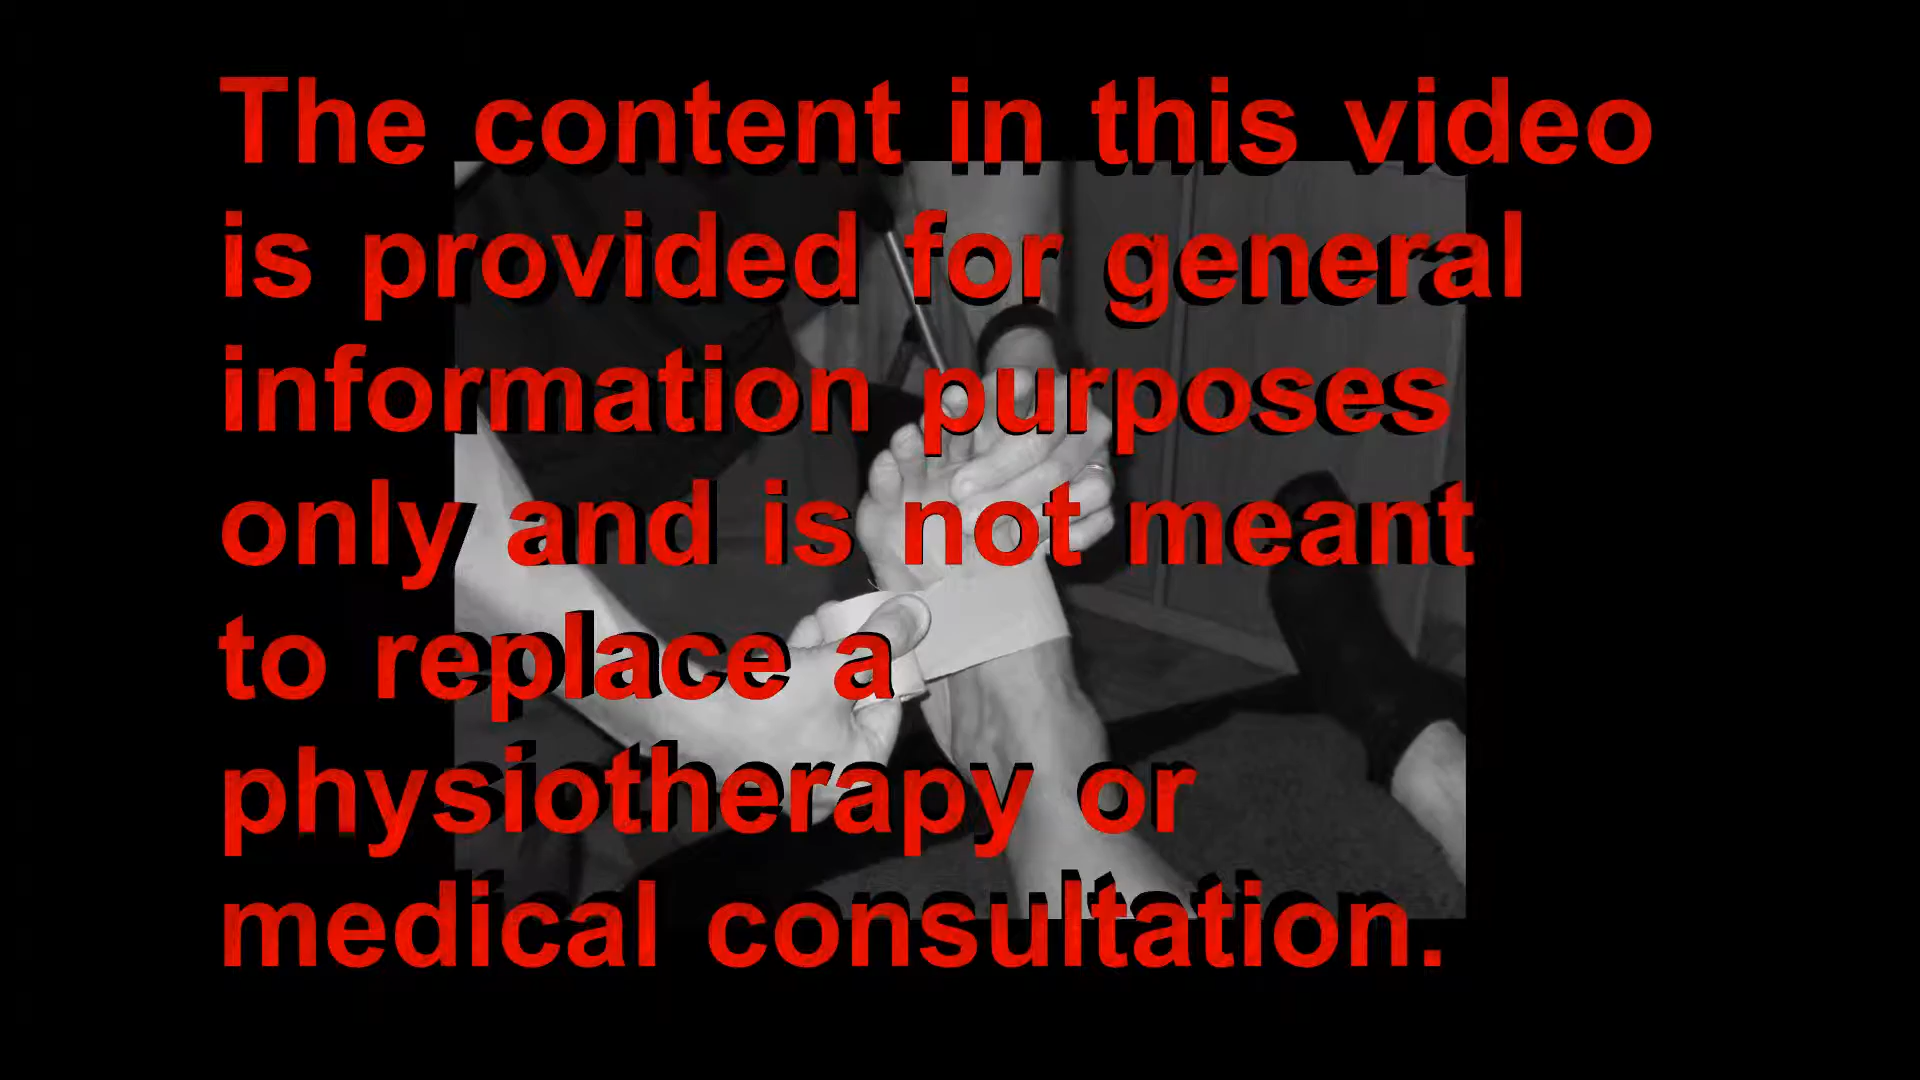 The content in this video
is provided for general
information purposes
only and is not meant
to replace a
physiotherapy or
medical consultation.